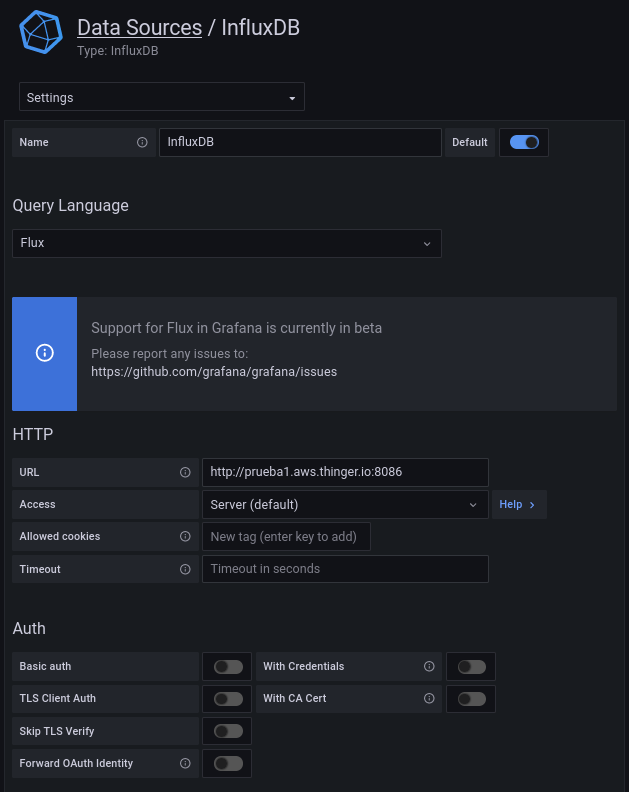 Data Sources / InfluxDB
Type: InfluxDB
Settings
Name InfluxDB Default
Query Language
Flux
Support for Flux in Grafana is currently in beta
Please report any issues to:
https://github.com/grafana/grafana/issues
HTTP
URL http://prueba1.aws.thinger.io:8086
Access Server (default) Help >
Allowed cookies New tag (enter key to add)
Timeout Timeout in seconds
Auth
Basic auth With Credentials
TLS Client Auth With CA Cert
Skip TLS Verify
Forward OAuth Identity